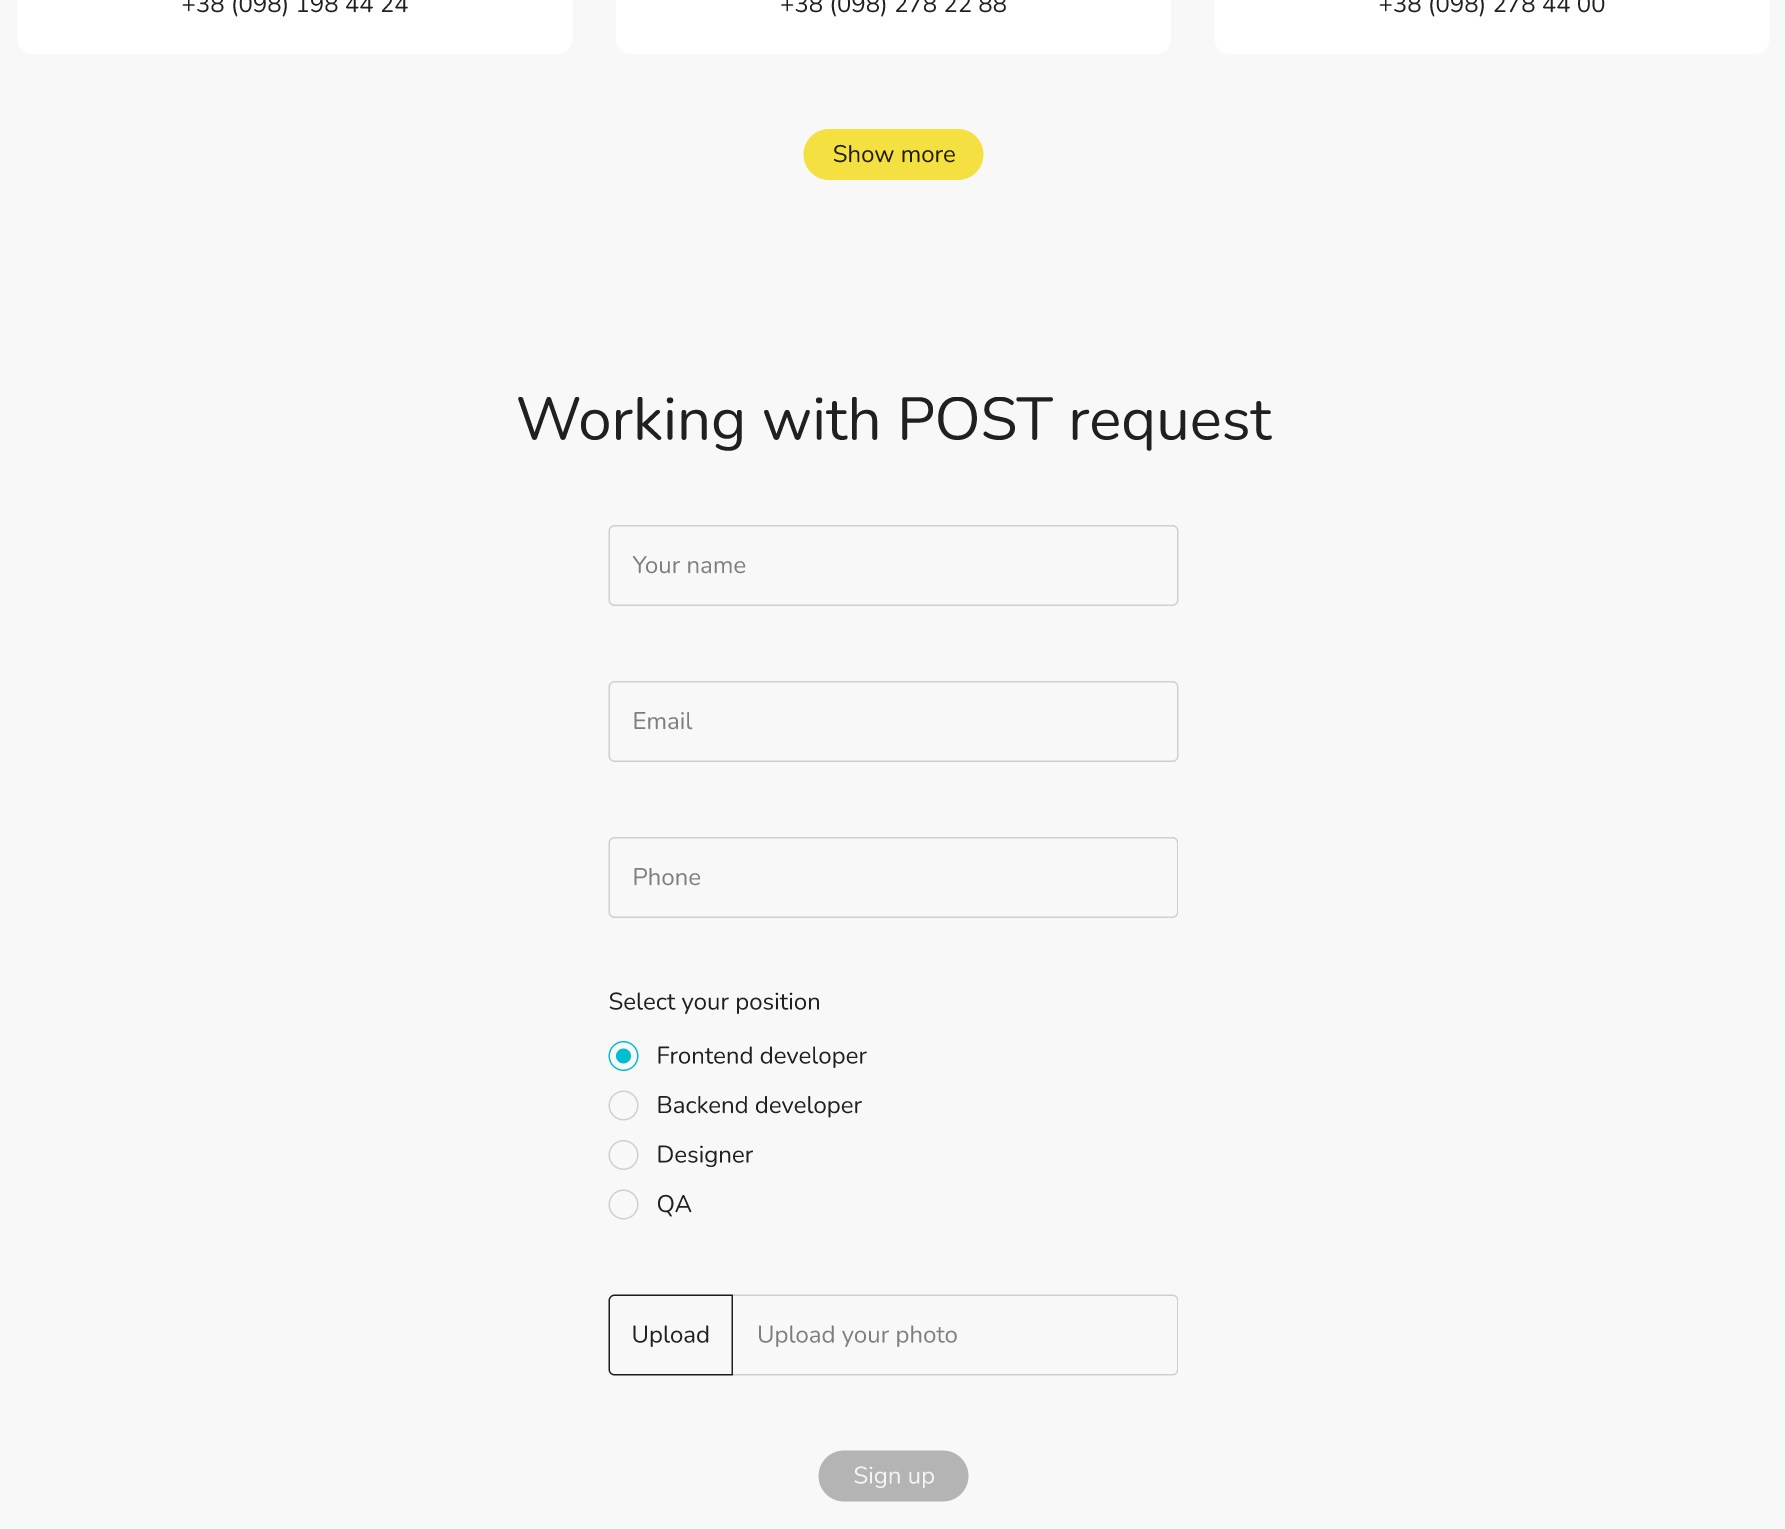 +38 (098) 198 44 24
+38 (098) 278 22 88
+38 (098) 278 44 00
Show more
Working with POST request
Your name
Email
Phone
Select your position
Frontend developer
Backend developer
Designer
QA
Upload
Upload your photo
Sign up